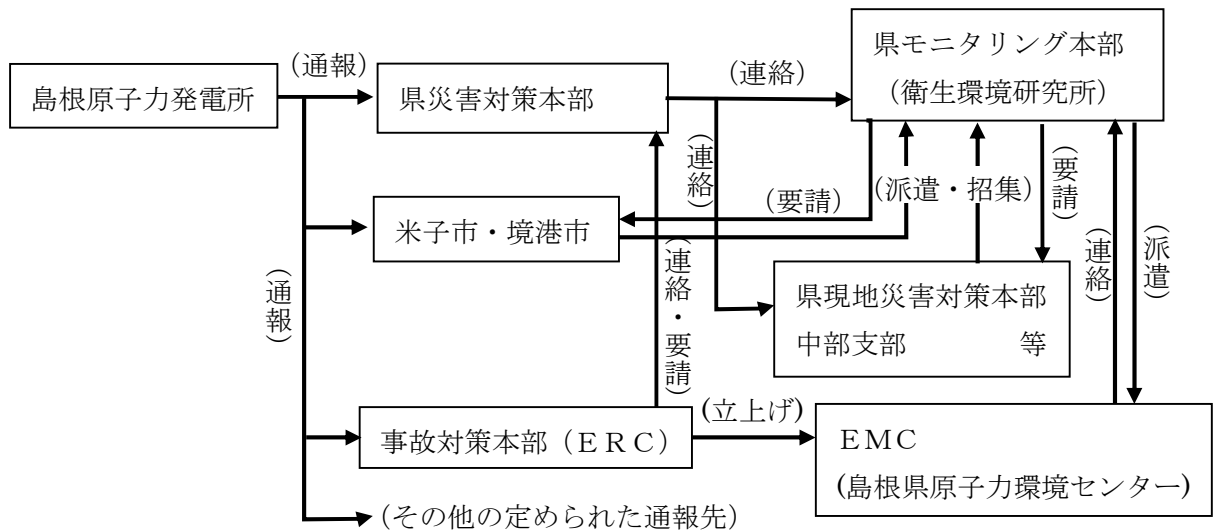 島根原子力発電所
(通報)
県災害対策本部
(連絡)
県モニタリング本部
(衛生環境研究所)
(連絡)
(要請)
(派遣・招集)
(要請)
米子市・境港市
(通報)
(連絡・要請)
県現地災害対策本部
中部支部 等
(連絡)
(派遣)
事故対策本部(ERC)
(立上げ)
EMC
(島根県原子力環境センター)
(その他の定められた通報先)